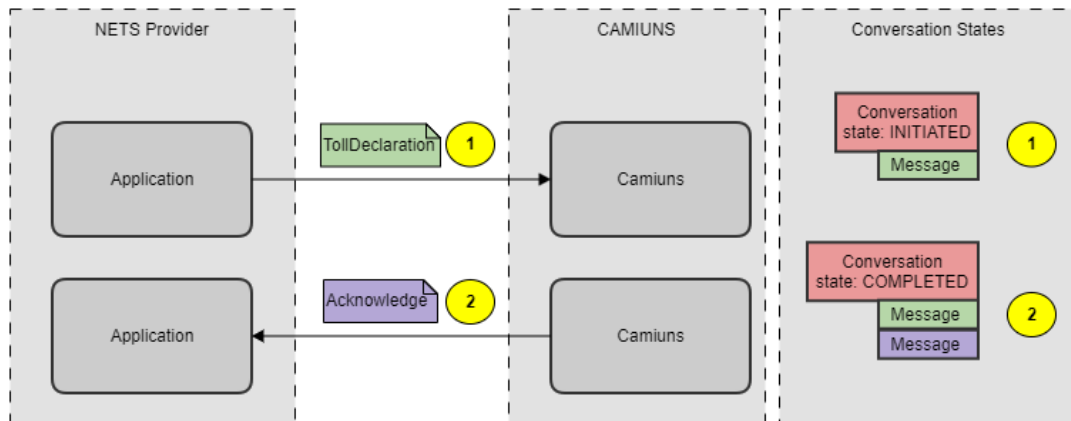 NETS Provider
CAMIUNS
Conversation States
Application
TollDeclaration
1
Camiuns
Conversation
state: INITIATED
Message
1
Application
Acknowledge
2
Camiuns
Conversation
state: COMPLETED
Message
Message
2